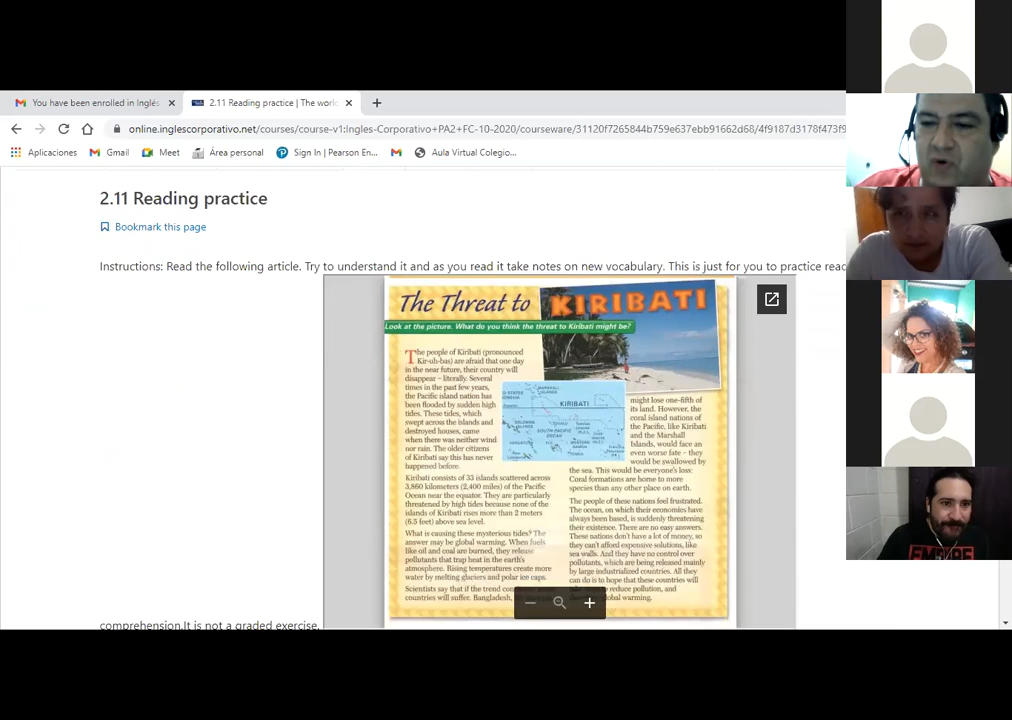 You have been enrolled in Inglés
2.11 Reading practice | The world
online.inglescorporativo.net/courses/course-v1:Ingles-Corporativo+PA2+FC-10-2020/courseware/31120f7265844b759e637ebb91662d68/4f9187d3178f473f9
Aplicaciones
Gmail
Meet
Área personal
Sign In | Pearson En...
Aula Virtual Colegio...
2.11 Reading practice
Bookmark this page
Instructions: Read the following article. Try to understand it and as you read it take notes on new vocabulary. This is just for you to practice read
The Threat to KIRIBATI
Look at the picture. What do you think the threat to Kiribati might be?
The people of Kiribati (pronounced
Kir-uh-bas) are afraid that one day
in the near future, their country will
disappear – literally. Several
times in the past few years,
the Pacific island nation has
been flooded by sudden high
tides. These tides, which
swept across the islands and
destroyed houses, came
when there was neither wind
nor rain. The older citizens
of Kiribati say this has never
happened before.
Kiribati consists of 33 islands scattered across
3,860 kilometers (2,400 miles) of the Pacific
Ocean near the equator. They are particularly
threatened by high tides because none of the
islands of Kiribati rises more than 2 meters
(6.5 feet) above sea level.
What is causing these mysterious tides? The
answer may be global warming. When fuels
like oil and coal are burned, they release
pollutants that trap heat in the earth's
atmosphere. Rising temperatures create more
water by melting glaciers and polar ice caps.
Scientists say that if the trend
countries will suffer. Bangladesh,
MARSHALL
ISLANDS
KIRIBATI
SOUTH PACIFIC
OCEAN
might lose one-fifth of
its land. However, the
coral island nations of
the Pacific, like Kiribati
and the Marshall
Islands, would face an
even worse fate – they
would be swallowed by
the sea. This would be everyone's loss:
Coral formations are home to more
species than any other place on earth.
The people of these nations feel frustrated.
The ocean, on which their economies have
always been based, is suddenly threatening
their existence. There are no easy answers.
These nations don't have a lot of money, so
they can't afford expensive solutions, like
sea walls. And they have no control over
pollutants, which are being released mainly
by large industrialized countries. All they
can do is to hope that these countries will
to reduce pollution, and
global warming.
comprehension.It is not a graded exercise.
EMPIRE